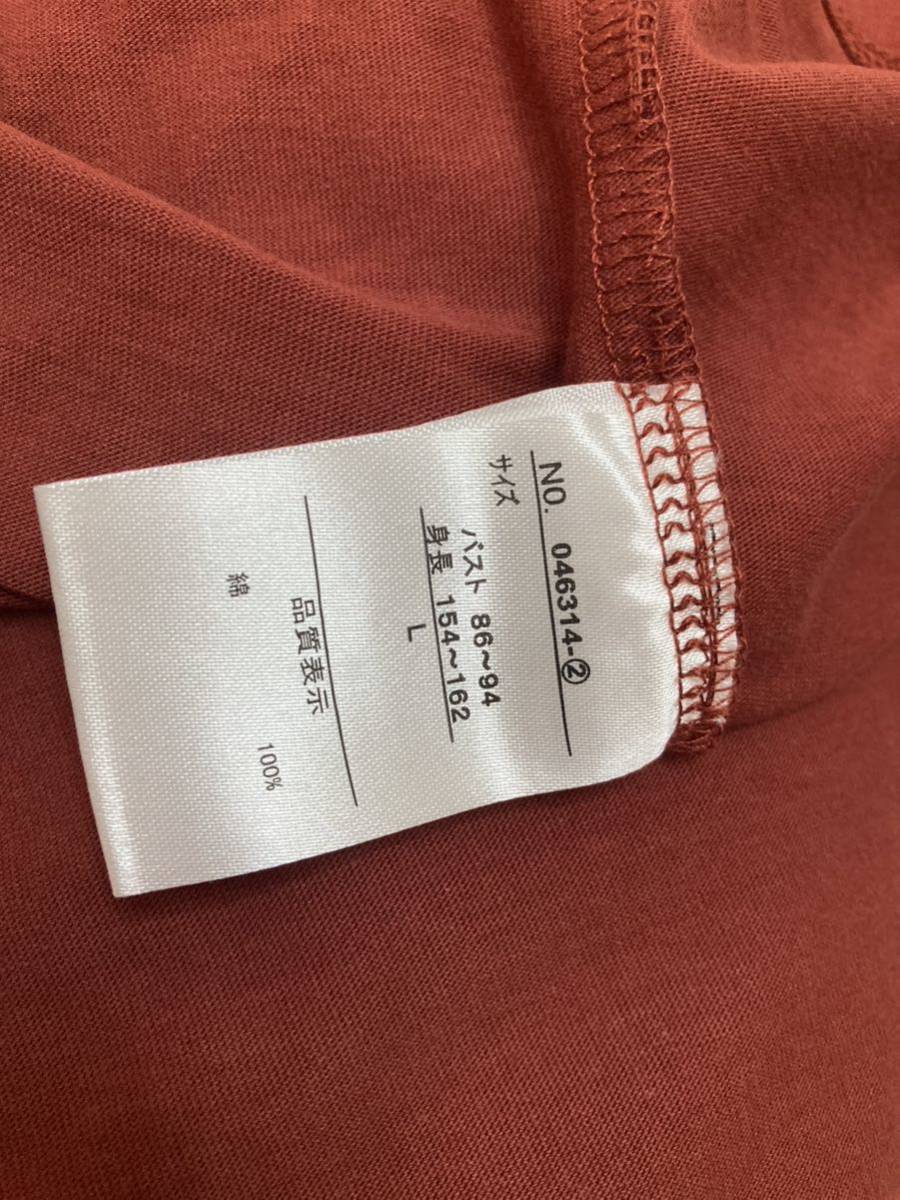 NO. 046314-②
サイズ
バスト 86~94
身長 154~162
L
品質表示
綿 100%